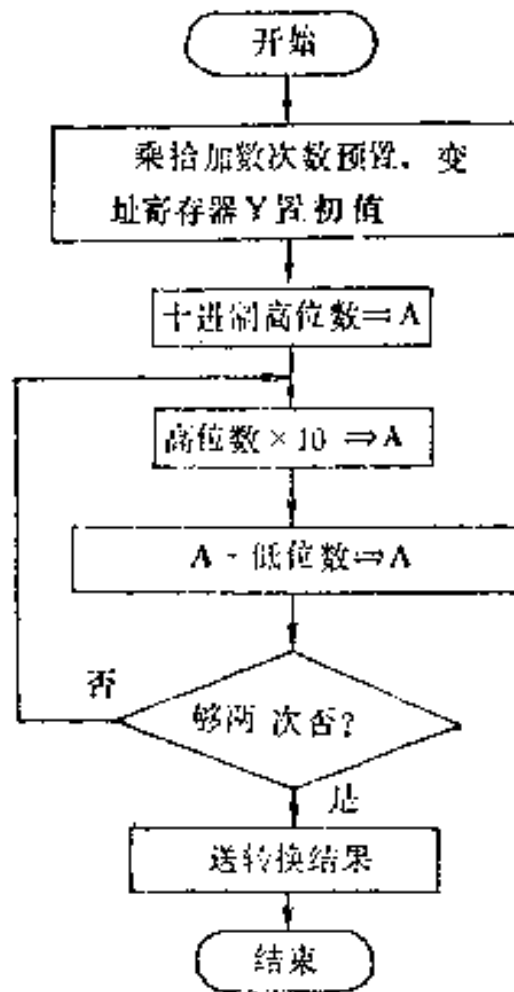 开始
乘拾加数次数预置，变
址寄存器Y置初值
十进制高位数⇒A
高位数×10 ⇒A
A - 低位数⇒A
否
够两次否?
是
送转换结果
结束